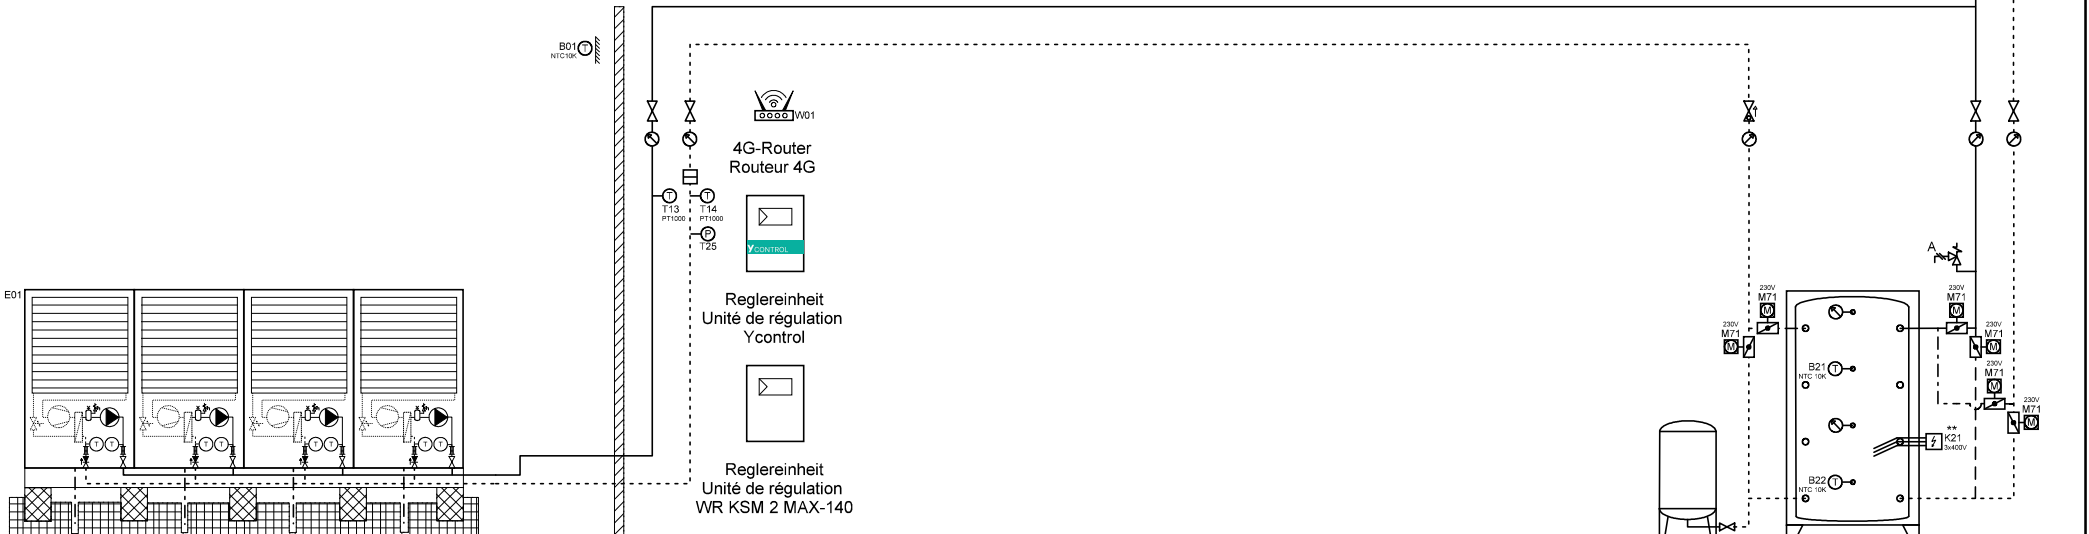 B01
T
NTC10K
W01
4G-Router
Routeur 4G
T
T13
PT1000
T
T14
PT1000
P
T25
YCONTROL
Reglereinheit
Unité de régulation
Ycontrol
Reglereinheit
Unité de régulation
WR KSM 2 MAX-140
E01
T T
T T
T T
T T
A
230V
M71
M
230V
M71
M
230V
M71
M
230V
M71
M
230V
M71
M
230V
M71
M
B21
NTC 10K
T
**
K21
3x400V
B22
NTC 10K
T